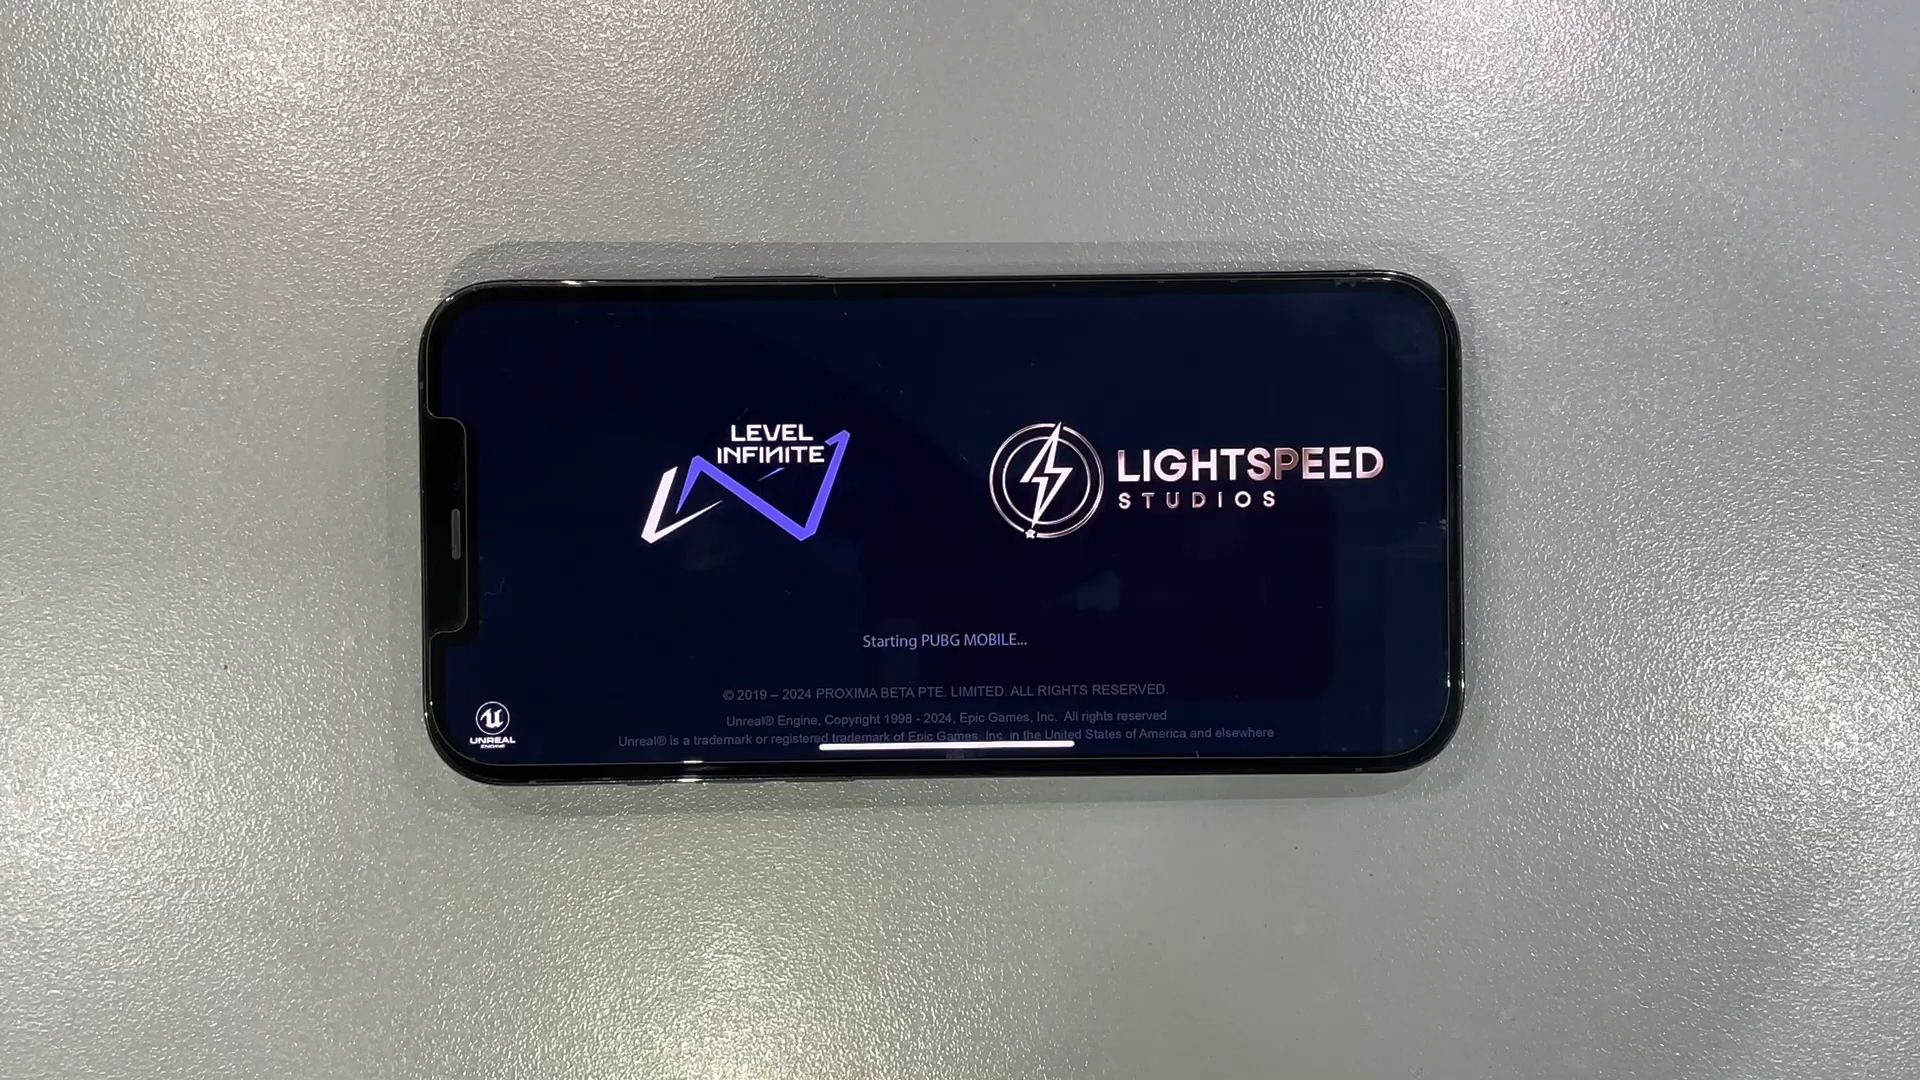 LEVEL
INFINITE
LIGHTSPEED
STUDIOS
Starting PUBG MOBILE...
© 2019 – 2024 PROXIMA BETA PTE. LIMITED. ALL RIGHTS RESERVED.
Unreal® Engine, Copyright 1998 - 2024, Epic Games, Inc. All rights reserved
Unreal® is a trademark or registered trademark of Epic Games, Inc. in the United States of America and elsewhere
UNREAL
ENGINE